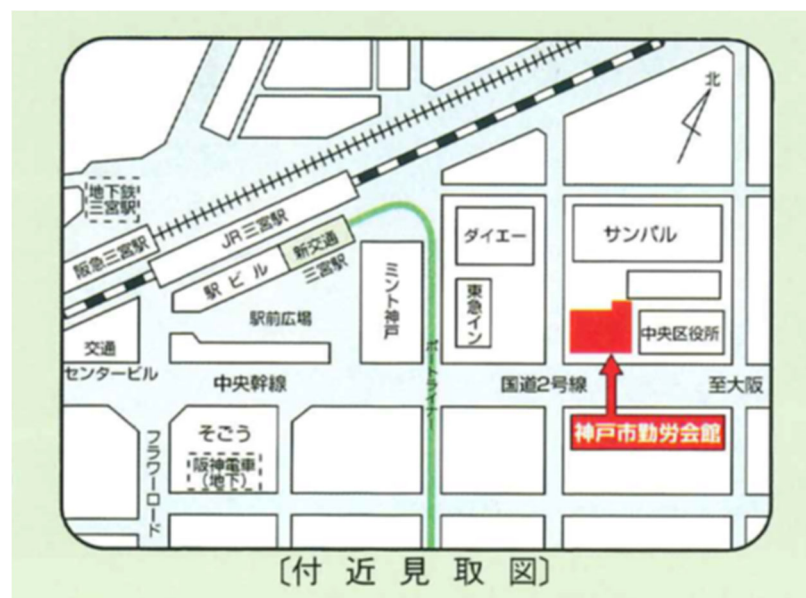 北
地下鉄
三宮駅
JR三宮駅
阪急三宮駅
新交通
三宮駅
駅ビル
駅前広場
ミント神戸
ダイエー
サンパル
東急イン
中央区役所
交通
センタービル
中央幹線
ポートライナー
国道2号線
至大阪
神戸市勤労会館
フラワーロード
そごう
阪神電車
(地下)
〔付近見取図〕